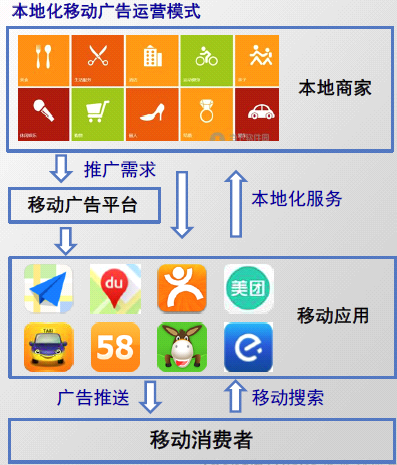 本地化移动广告运营模式
本地商家
推广需求
移动广告平台
本地化服务
du
美团
移动应用
TAXI
58
广告推送
移动搜索
移动消费者